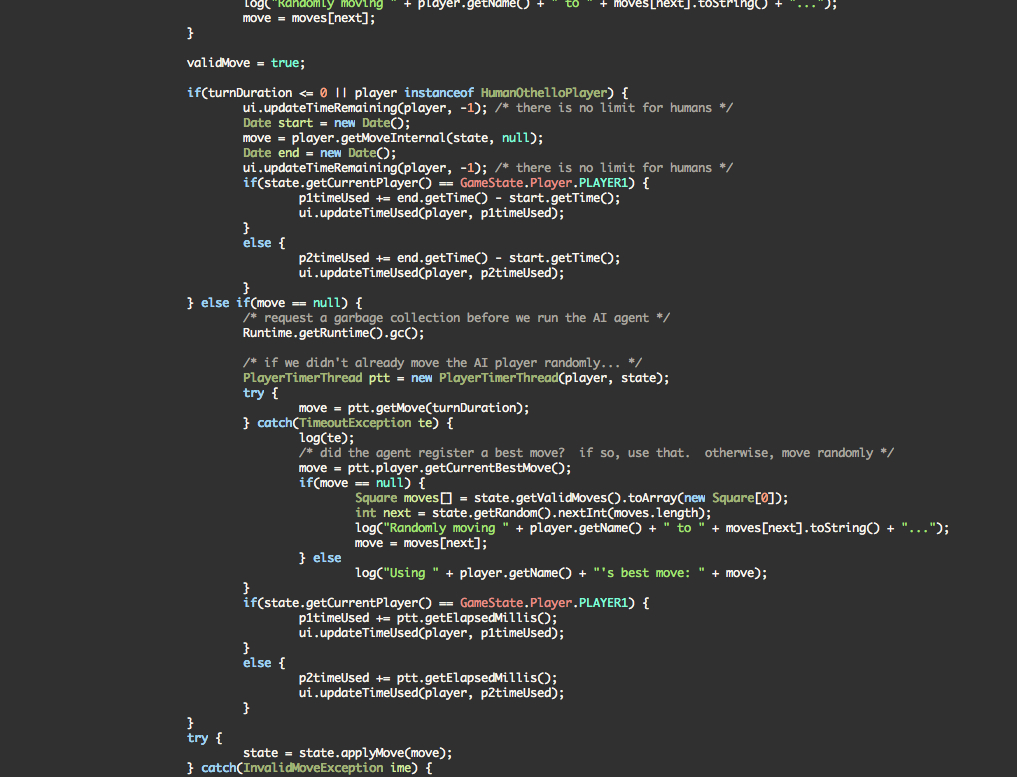 log("Randomly moving " + player.getName() + " to " + moves[next].toString() + "...");
move = moves[next];
}
validMove = true;
if(turnDuration <= 0 || player instanceof HumanOthelloPlayer) {
ui.updateTimeRemaining(player, -1); /* there is no limit for humans */
Date start = new Date();
move = player.getMoveInternal(state, null);
Date end = new Date();
ui.updateTimeRemaining(player, -1); /* there is no limit for humans */
if(state.getCurrentPlayer() == GameState.Player.PLAYER1) {
p1timeUsed += end.getTime() - start.getTime();
ui.updateTimeUsed(player, p1timeUsed);
}
else {
p2timeUsed += end.getTime() - start.getTime();
ui.updateTimeUsed(player, p2timeUsed);
}
} else if(move == null) {
/* request a garbage collection before we run the AI agent */
Runtime.getRuntime().gc();
/* if we didn't already move the AI player randomly... */
PlayerTimerThread ptt = new PlayerTimerThread(player, state);
try {
move = ptt.getMove(turnDuration);
} catch(TimeoutException te) {
log(te);
/* did the agent register a best move?  if so, use that.  otherwise, move randomly */
move = ptt.player.getCurrentBestMove();
if(move == null) {
Square moves[] = state.getValidMoves().toArray(new Square[0]);
int next = state.getRandom().nextInt(moves.length);
log("Randomly moving " + player.getName() + " to " + moves[next].toString() + "...");
move = moves[next];
} else
log("Using " + player.getName() + "'s best move: " + move);
}
if(state.getCurrentPlayer() == GameState.Player.PLAYER1) {
p1timeUsed += ptt.getElapsedMillis();
ui.updateTimeUsed(player, p1timeUsed);
}
else {
p2timeUsed += ptt.getElapsedMillis();
ui.updateTimeUsed(player, p2timeUsed);
}
}
try {
state = state.applyMove(move);
} catch(InvalidMoveException ime) {